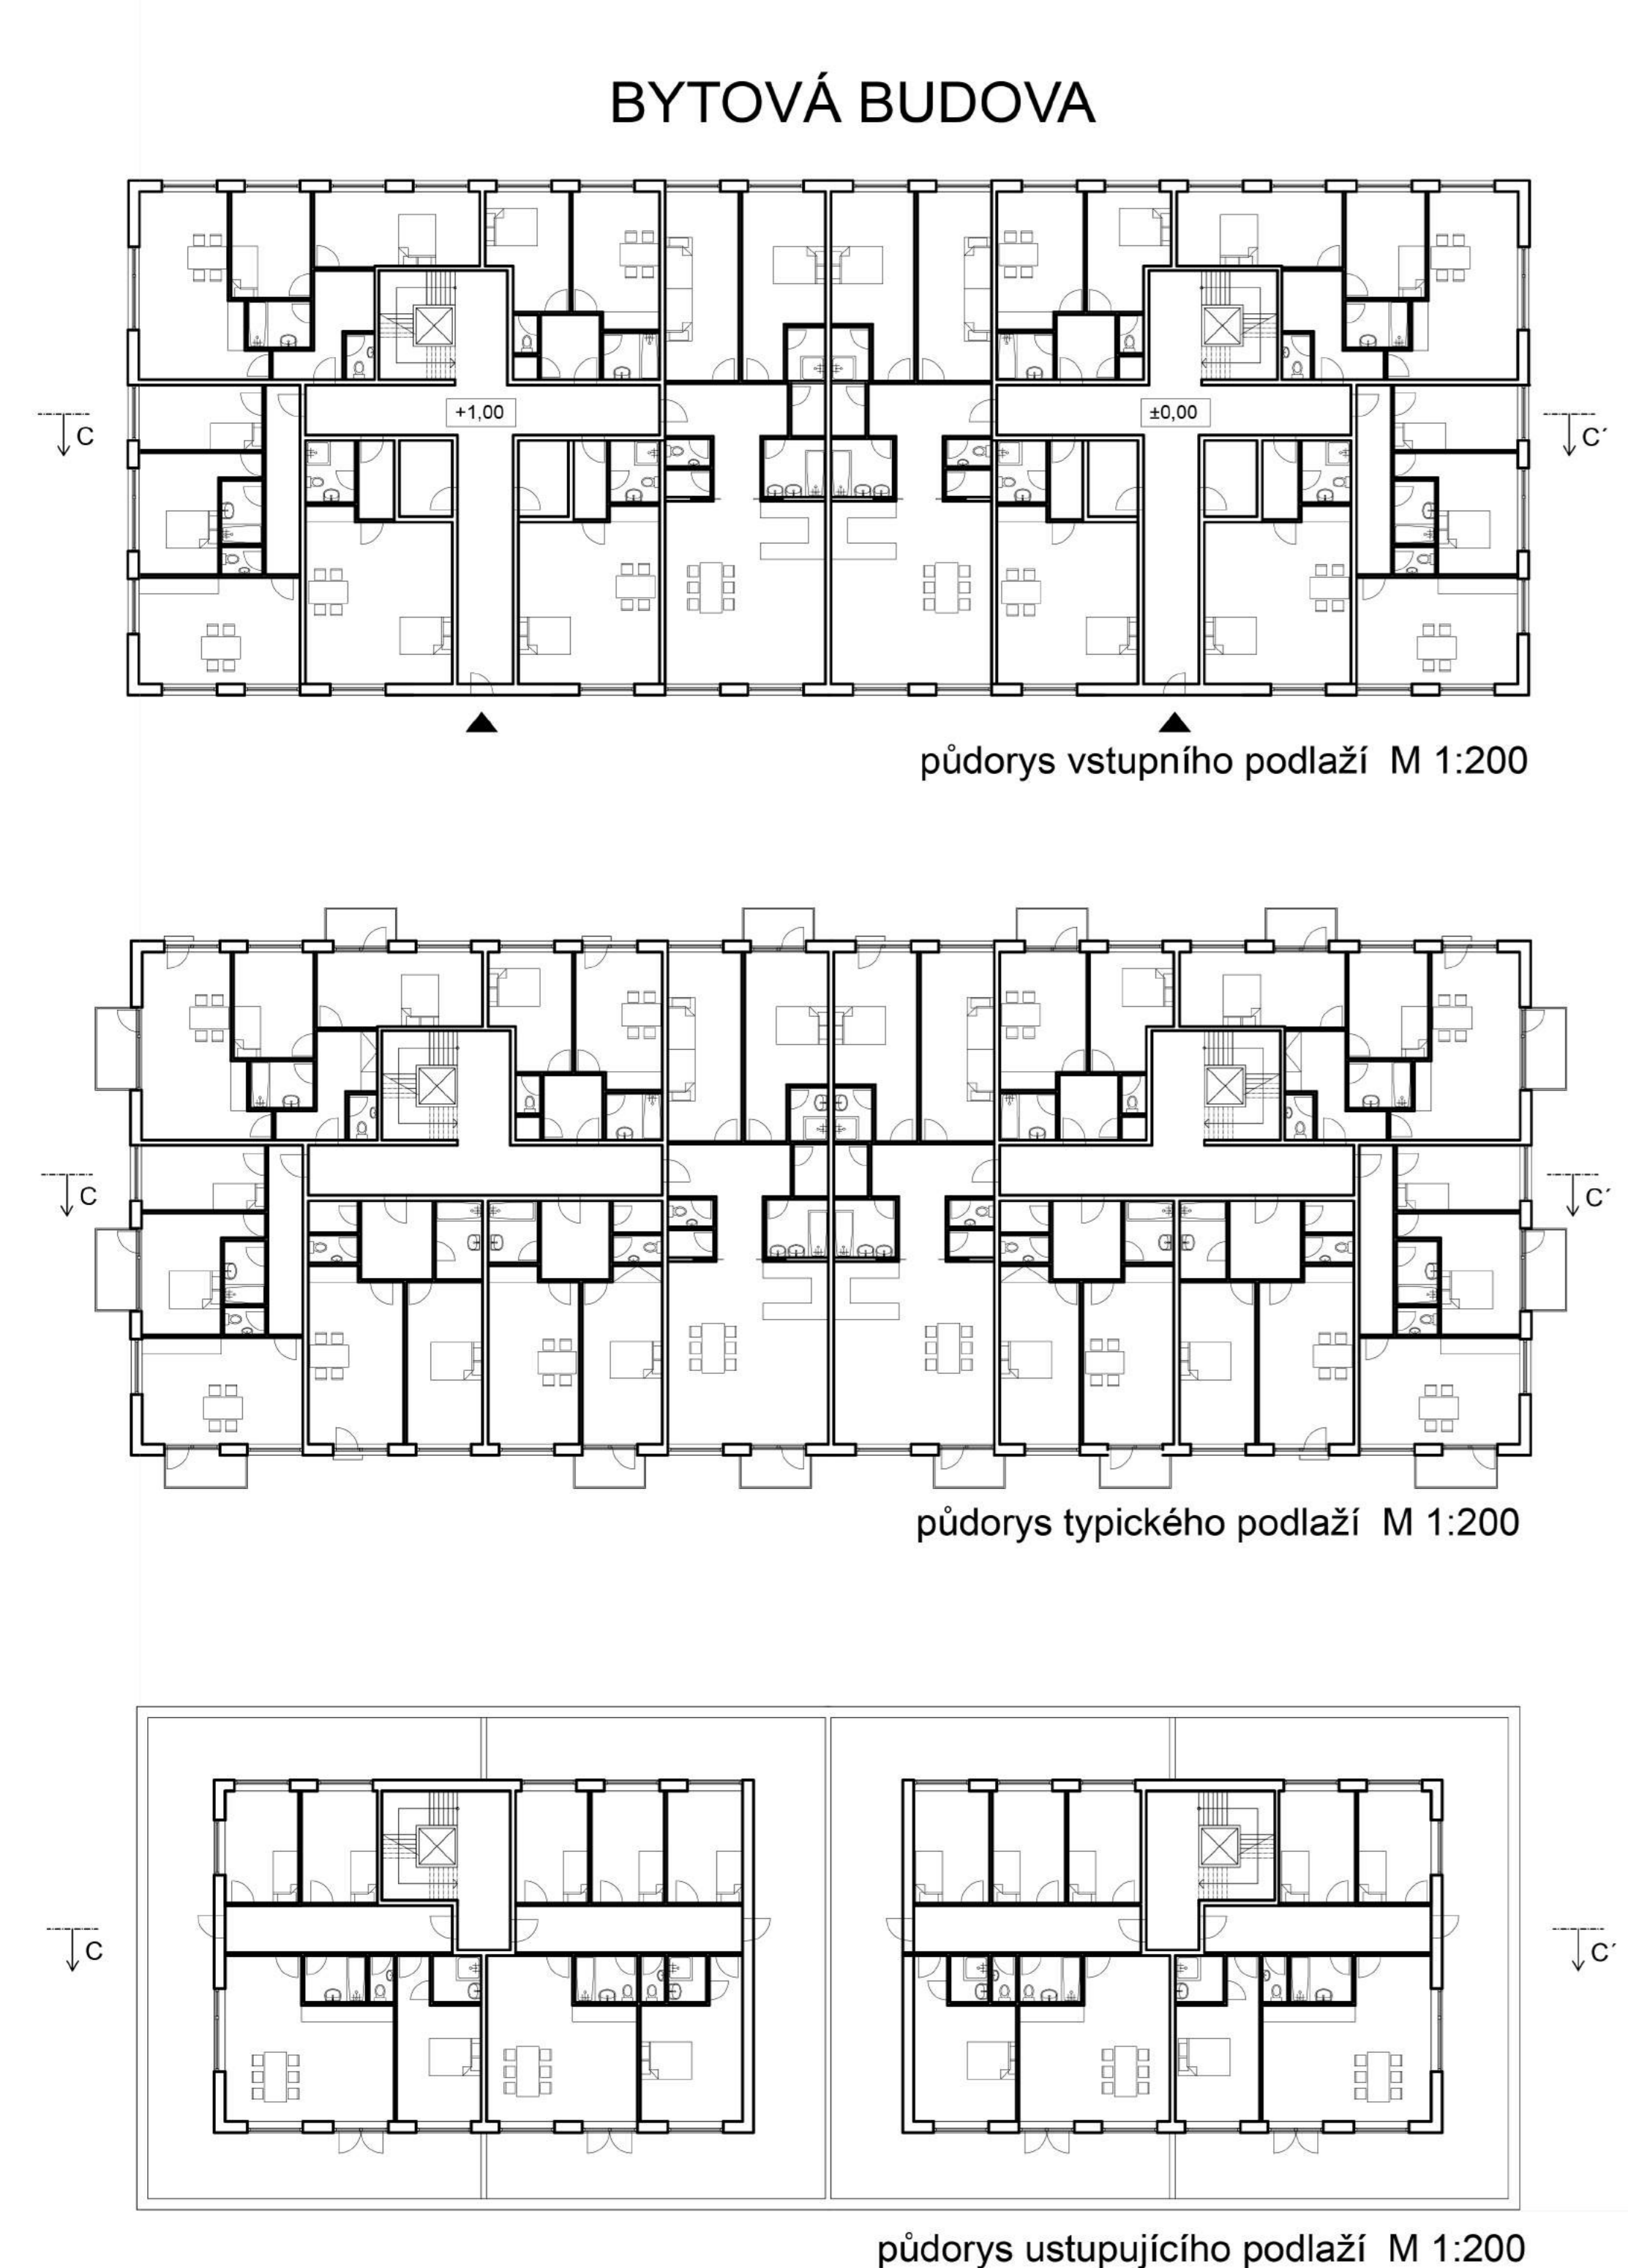 BYTOVÁ BUDOVA
+1,00
±0,00
C
C´
půdorys vstupního podlaží M 1:200
C
C´
půdorys typického podlaží M 1:200
C
C´
půdorys ustupujícího podlaží M 1:200